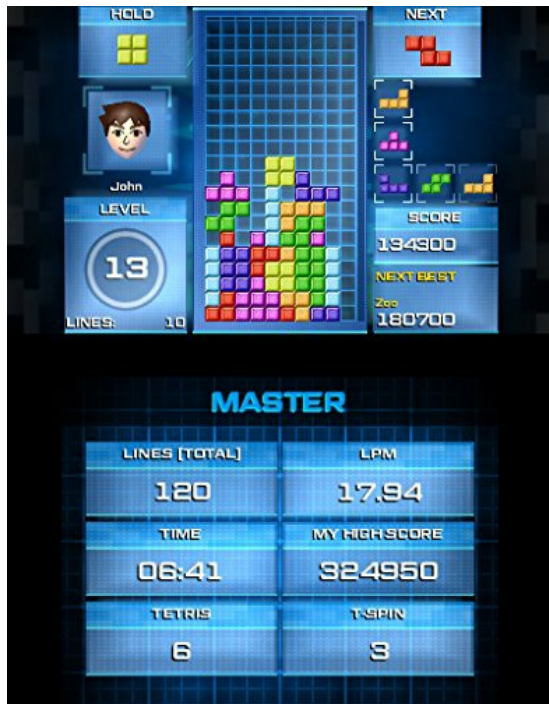 HOLD
NEXT
John
LEVEL
13
LINES: 10
SCORE
134300
NEXT BEST
Zoo
180700
MASTER
LINES [TOTAL]
120
LPM
17.94
TIME
06:41
MY HIGH SCORE
324950
TETRIS
6
T-SPIN
3